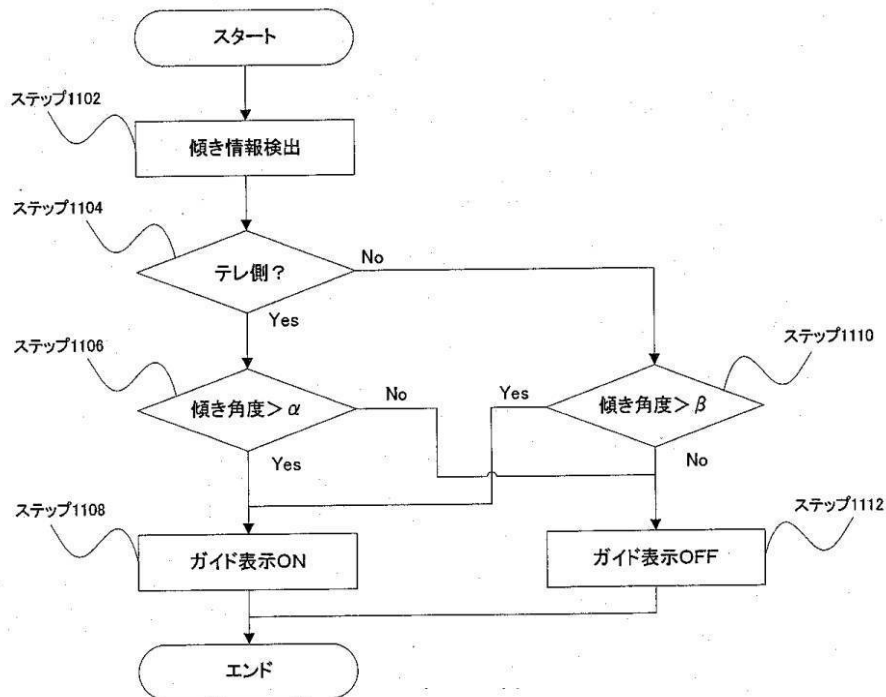 スタート
ステップ1102
傾き情報検出
ステップ1104
テレ側？
No
Yes
ステップ1106
ステップ1110
傾き角度＞α
No
Yes
傾き角度＞β
Yes
No
ステップ1108
ステップ1112
ガイド表示ON
ガイド表示OFF
エンド